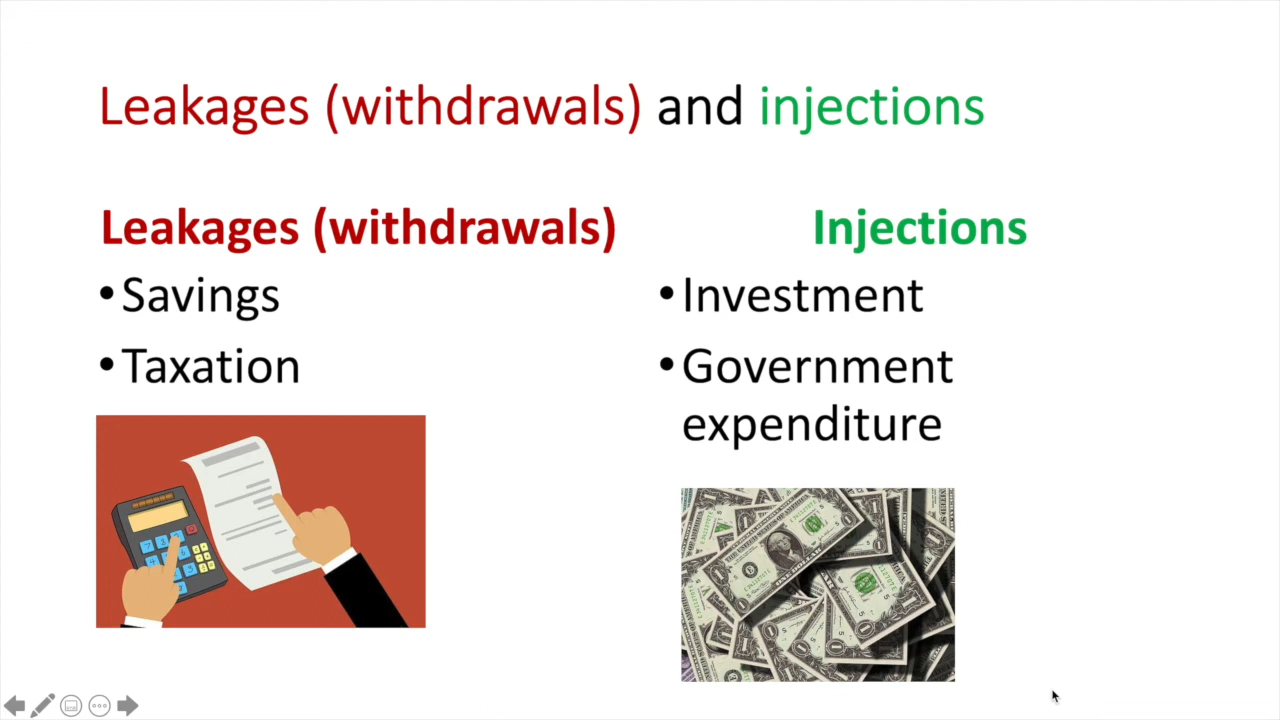 Leakages (withdrawals) and injections
Leakages (withdrawals)
•Savings
•Taxation
Injections
•Investment
•Government
expenditure